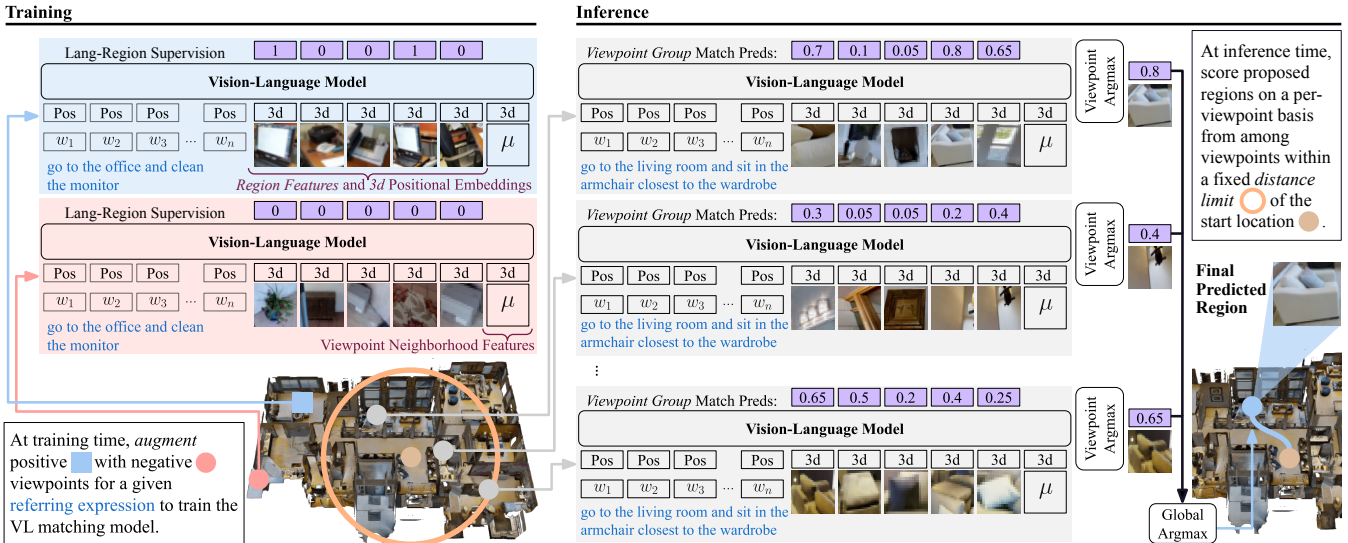 Training
Lang-Region Supervision 1 0 0 1 0
Vision-Language Model
Pos Pos Pos Pos 3d 3d 3d 3d 3d 3d
w1 w2 w3 ... wn μ
go to the office and clean
the monitor
Region Features and 3d Positional Embeddings
Lang-Region Supervision 0 0 0 0 0
Vision-Language Model
Pos Pos Pos Pos 3d 3d 3d 3d 3d 3d
w1 w2 w3 ... wn μ
go to the office and clean
the monitor
Viewpoint Neighborhood Features
At training time, augment
positive with negative
viewpoints for a given
referring expression to train the
VL matching model.
Inference
Viewpoint Group Match Preds: 0.7 0.1 0.05 0.8 0.65
Vision-Language Model
Pos Pos Pos Pos 3d 3d 3d 3d 3d 3d
w1 w2 w3 ... wn μ
go to the living room and sit in the
armchair closest to the wardrobe
Viewpoint
Argmax
0.8
Viewpoint Group Match Preds: 0.3 0.05 0.05 0.2 0.4
Vision-Language Model
Pos Pos Pos Pos 3d 3d 3d 3d 3d 3d
w1 w2 w3 ... wn μ
go to the living room and sit in the
armchair closest to the wardrobe
Viewpoint
Argmax
0.4
...
Viewpoint Group Match Preds: 0.65 0.5 0.2 0.4 0.25
Vision-Language Model
Pos Pos Pos Pos 3d 3d 3d 3d 3d 3d
w1 w2 w3 ... wn μ
go to the living room and sit in the
armchair closest to the wardrobe
Viewpoint
Argmax
0.65
At inference time,
score proposed
regions on a per-
viewpoint basis
from among
viewpoints within
a fixed distance
limit of the
start location .
Final
Predicted
Region
Global
Argmax